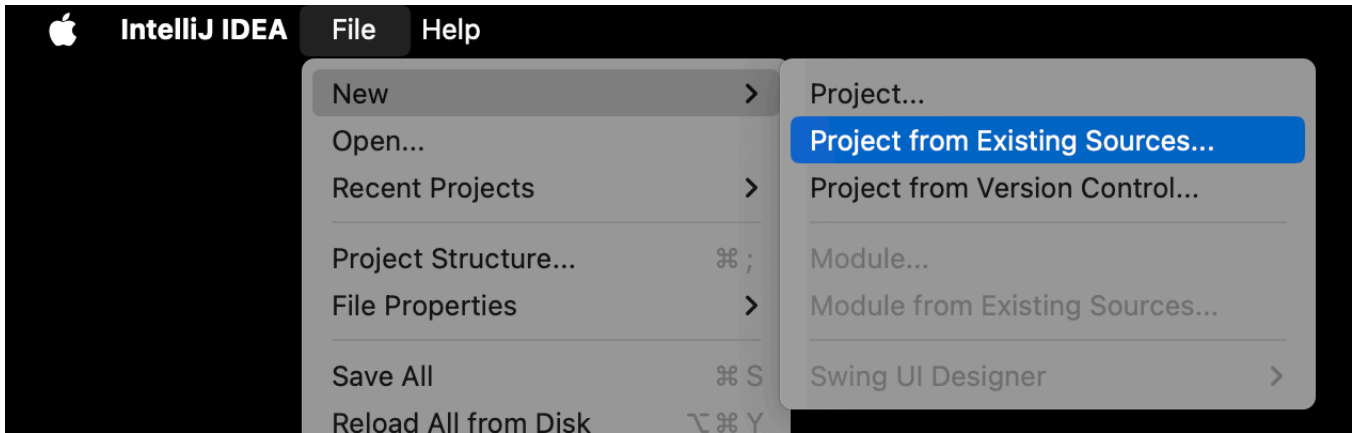 IntelliJ IDEA File Help
New
Open...
Recent Projects
Project Structure... ⌘ ;
File Properties
Save All ⌘ S
Reload All from Disk ⌥ ⌘ Y
Project...
Project from Existing Sources...
Project from Version Control...
Module...
Module from Existing Sources...
Swing UI Designer